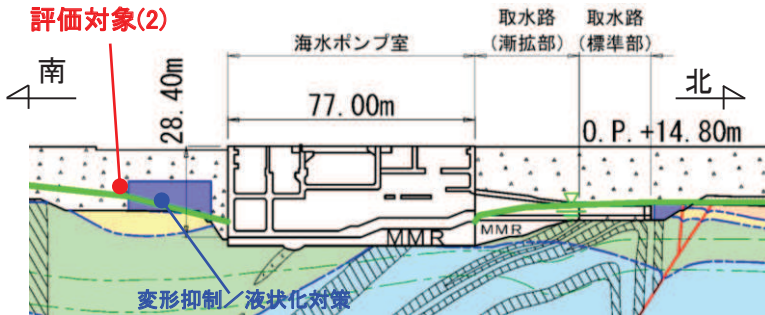 評価対象(2)
南
海水ポンプ室
取水路
(漸拡部)
取水路
(標準部)
北
28.40m
77.00m
O.P.+14.80m
MMR
MMR
変形抑制/液状化対策